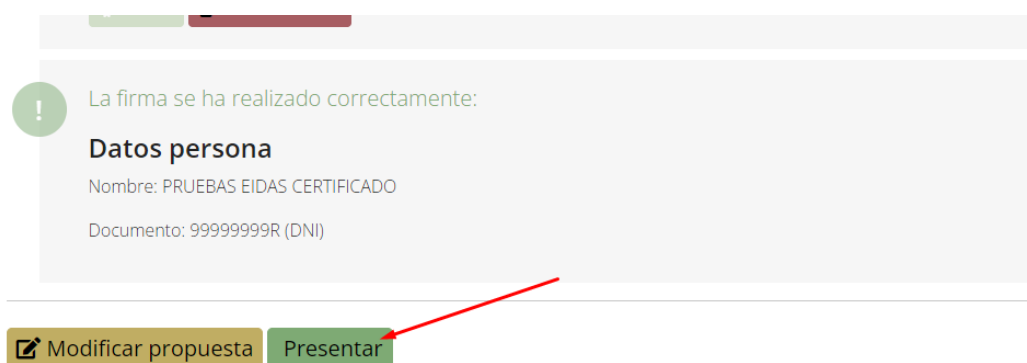 La firma se ha realizado correctamente:
Datos persona
Nombre: PRUEBAS EIDAS CERTIFICADO
Documento: 99999999R (DNI)
Modificar propuesta Presentar